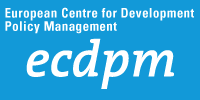 European Centre for Development
Policy Management
ecdpm